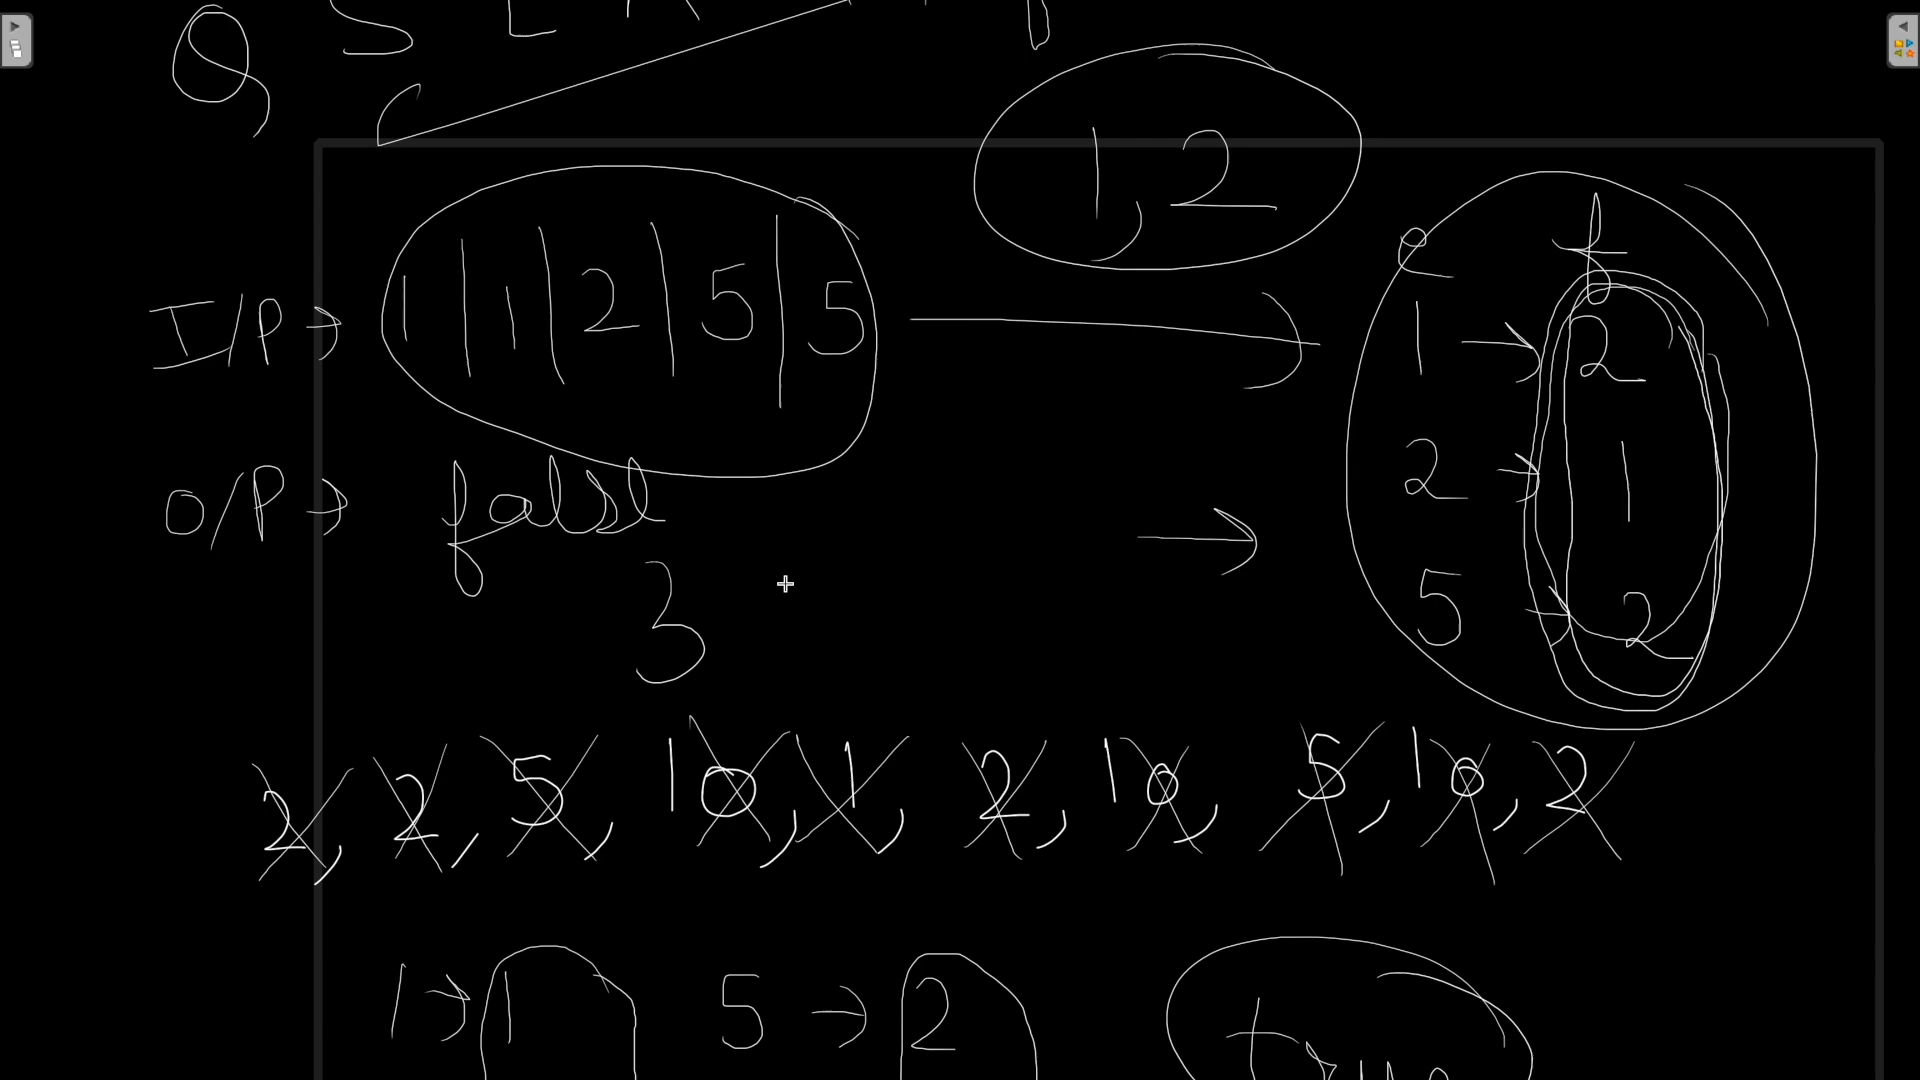 1,2
e f
I/P → 1 | 1 | 2 | 5 | 5
1 → 2
O/P → false
2 → 1
3
5 → 2
2, 2, 5, 10, 1, 2, 10, 5, 10, 2
1 → 1 5 → 2 true